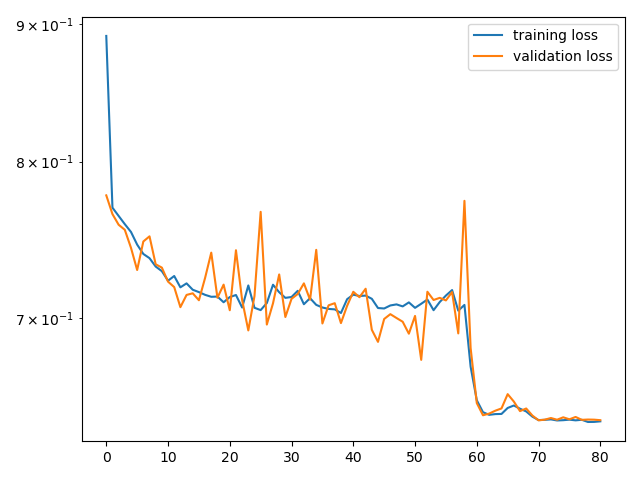 9 × 10⁻¹
8 × 10⁻¹
7 × 10⁻¹
training loss
validation loss
0 10 20 30 40 50 60 70 80